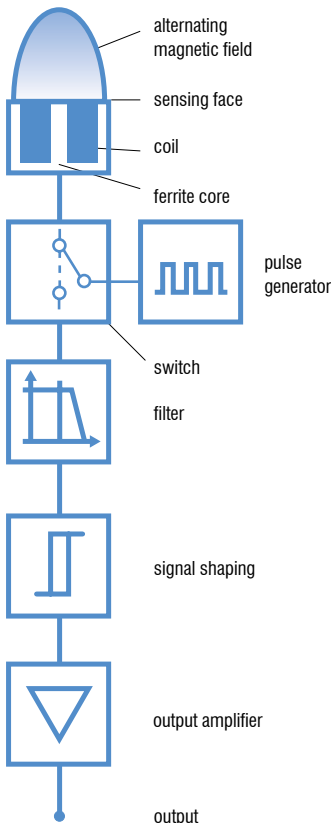 alternating
magnetic field
sensing face
coil
ferrite core
pulse
generator
switch
filter
signal shaping
output amplifier
output